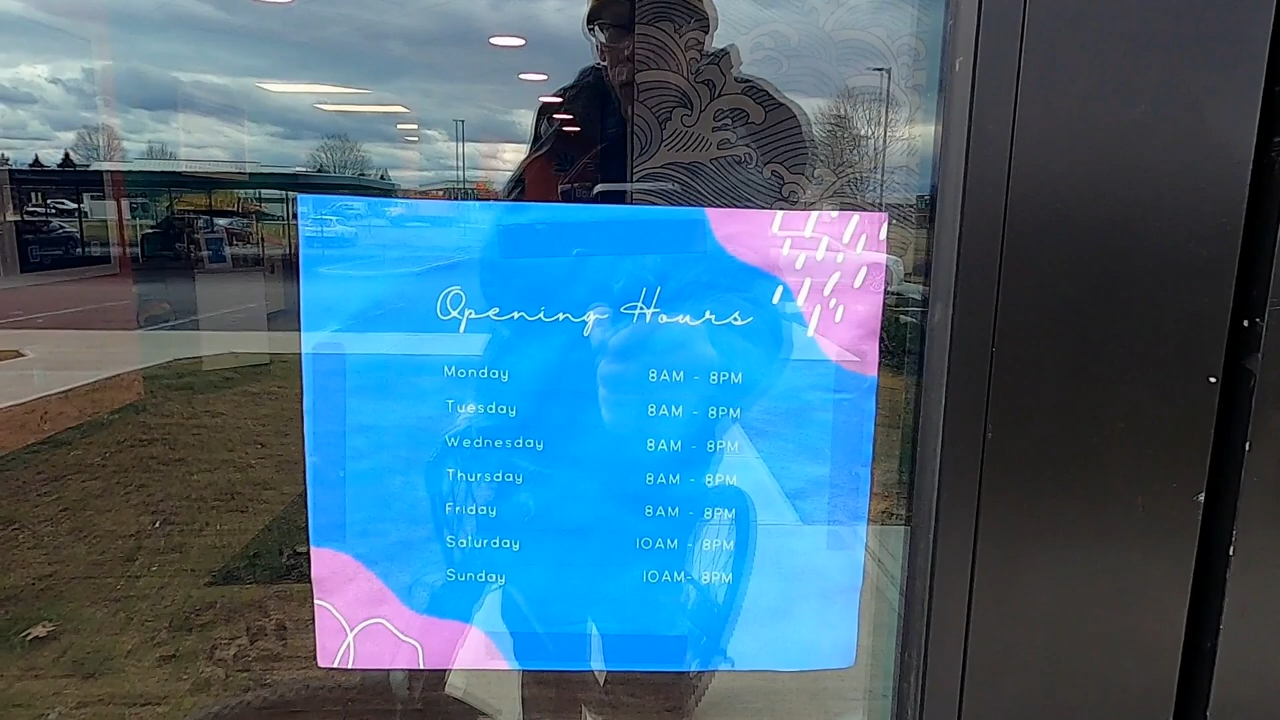 Opening Hours
Monday 8AM - 8PM
Tuesday 8AM - 8PM
Wednesday 8AM - 8PM
Thursday 8AM - 8PM
Friday 8AM - 8PM
Saturday 10AM - 8PM
Sunday 10AM- 8PM